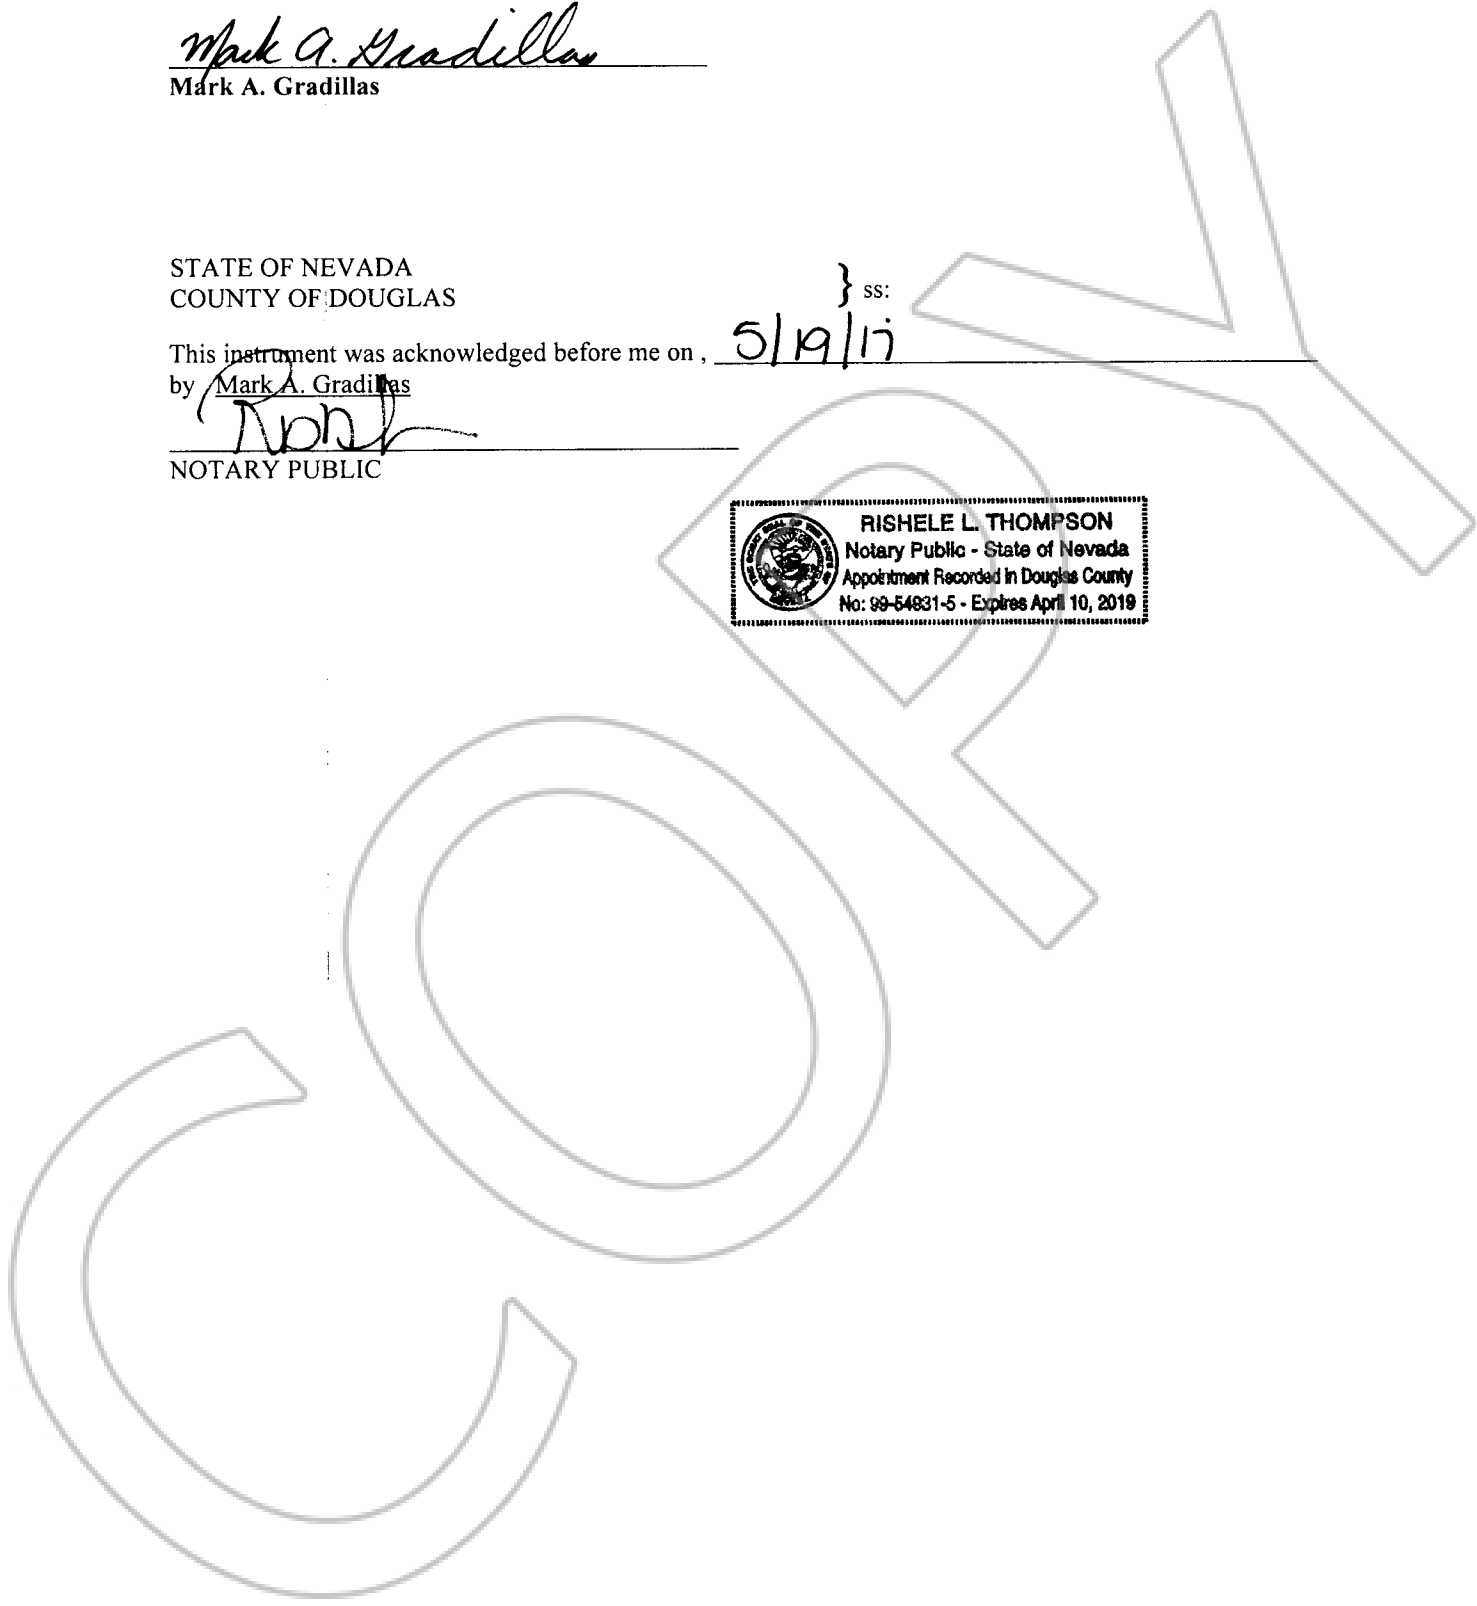 Mark A. Gradillas
Mark A. Gradillas
STATE OF NEVADA
COUNTY OF DOUGLAS
} ss:
This instrument was acknowledged before me on , 5/19/17
by Mark A. Gradillas
NOTARY PUBLIC
RISHELE L. THOMPSON
Notary Public - State of Nevada
Appointment Recorded in Douglas County
No: 99-54931-5 - Expires April 10, 2019
COPY